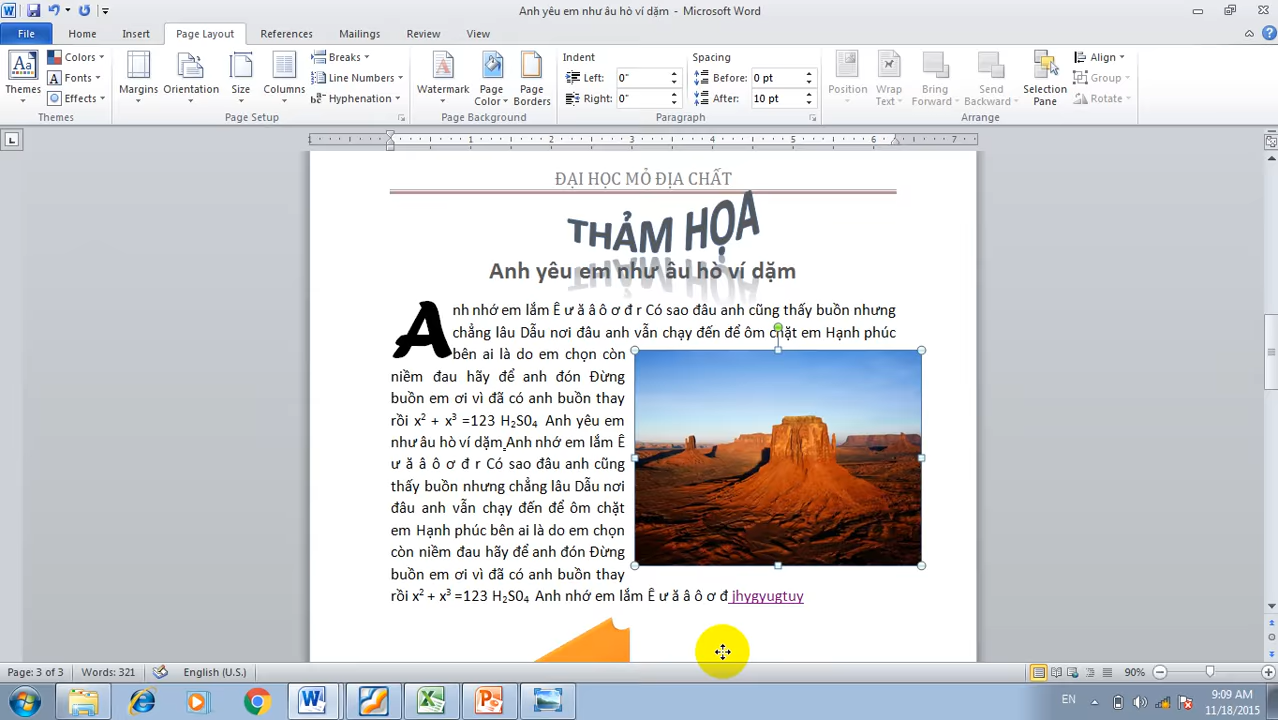 Anh yêu em như âu hò ví dặm - Microsoft Word
File Home Insert Page Layout References Mailings Review View
Themes
Colors
Fonts
Effects
Themes
Margins Orientation Size Columns
Breaks
Line Numbers
Hyphenation
Page Setup
Watermark Page Color Page Borders
Page Background
Indent
Left: 0"
Right: 0"
Spacing
Before: 0 pt
After: 10 pt
Paragraph
Position Wrap Text Bring Forward Send Backward Selection Pane
Align
Group
Rotate
Arrange
1 1 2 3 4 5 6 7
ĐẠI HỌC MỎ ĐỊA CHẤT
THẢM HỌA
Anh yêu em như âu hò ví dặm
Anh nhớ em lắm Ê ư ă â ô ơ đ r Có sao đâu anh cũng thấy buồn nhưng
chẳng lâu Dẫu nơi đâu anh vẫn chạy đến để ôm chặt em Hạnh phúc
bên ai là do em chọn còn
niềm đau hãy để anh đón Đừng
buồn em ơi vì đã có anh buồn thay
rồi x² + x³ =123 H₂S0₄ Anh yêu em
như âu hò ví dặm Anh nhớ em lắm Ê
ư ă â ô ơ đ r Có sao đâu anh cũng
thấy buồn nhưng chẳng lâu Dẫu nơi
đâu anh vẫn chạy đến để ôm chặt
em Hạnh phúc bên ai là do em chọn
còn niềm đau hãy để anh đón Đừng
buồn em ơi vì đã có anh buồn thay
rồi x² + x³ =123 H₂S0₄ Anh nhớ em lắm Ê ư ă â ô ơ đ jhygyugtuy
Page: 3 of 3 Words: 321 English (U.S.) 90%
EN 9:09 AM
11/18/2015